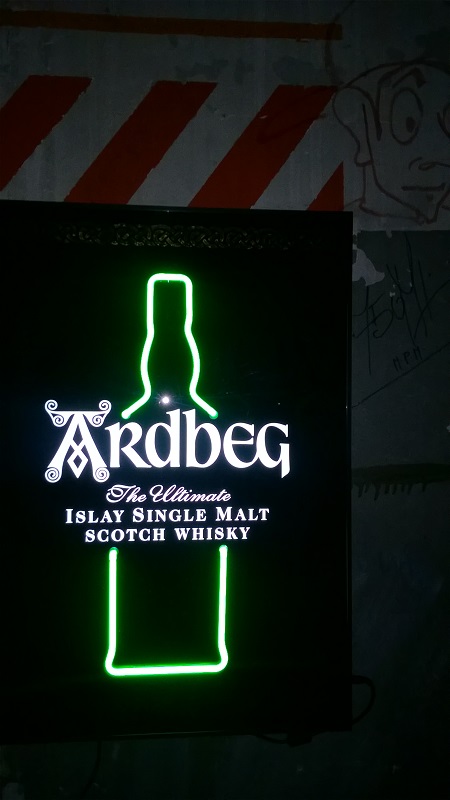 Ardbeg
The Ultimate
ISLAY SINGLE MALT
SCOTCH WHISKY